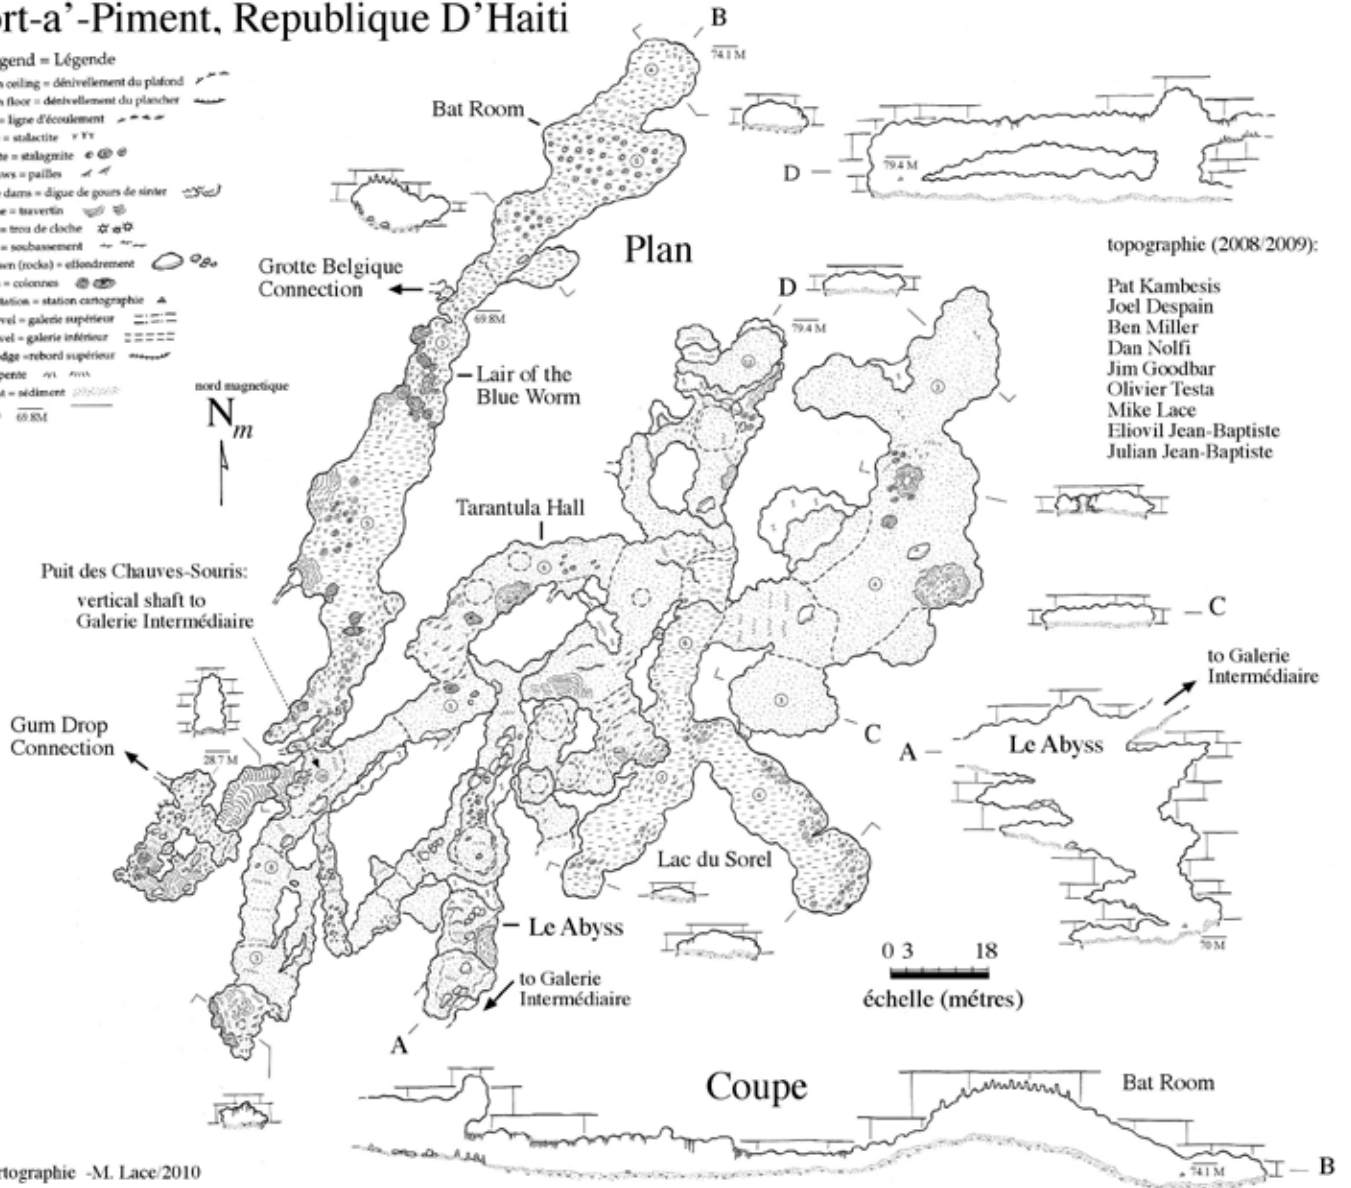 ort-a'-Piment, Republique D'Haiti
gend = Légende
ceiling = dénivellement du plafond
floor = dénivellement du plancher
= ligne d'écoulement
= stalactite
te = stalagmite
ws = pailles
dams = digue de gours de sinter
e = travertin
= trou de cloche
= soubassement
wn (rocks) = effondrement
= colonnes
tation = station cartographie
vel = galerie supérieur
vel = galerie inférieur
edge =rebord supérieur
pente
t = sédiment
69.8M
nord magnetique
Nm
B
74.1 M
Bat Room
D
79.4 M
Plan
Grotte Belgique
Connection
69.8M
D
79.4 M
topographie (2008/2009):
Pat Kambesis
Joel Despain
Ben Miller
Dan Nolfi
Jim Goodbar
Olivier Testa
Mike Lace
Eliovil Jean-Baptiste
Julian Jean-Baptiste
Lair of the
Blue Worm
Tarantula Hall
Puit des Chauves-Souris:
vertical shaft to
Galerie Intermédiaire
C
to Galerie
Intermédiaire
Gum Drop
Connection
28.7 M
C
A
Le Abyss
70 M
Lac du Sorel
Le Abyss
to Galerie
Intermédiaire
A
0 3 18
échelle (métres)
Coupe
Bat Room
74.1 M
B
rtographie -M. Lace/2010